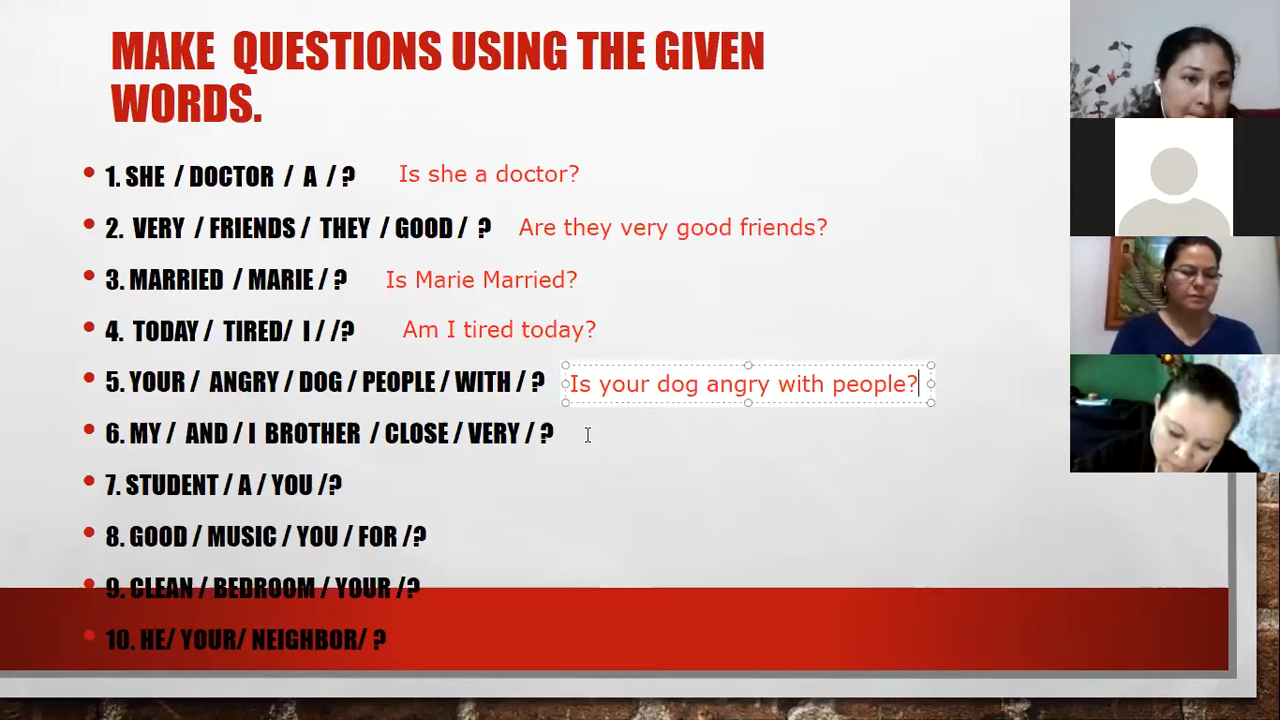 MAKE QUESTIONS USING THE GIVEN
WORDS.
• 1. SHE / DOCTOR / A / ? Is she a doctor?
• 2. VERY / FRIENDS / THEY / GOOD / ? Are they very good friends?
• 3. MARRIED / MARIE / ? Is Marie Married?
• 4. TODAY / TIRED/ I / /? Am I tired today?
• 5. YOUR / ANGRY / DOG / PEOPLE / WITH / ? Is your dog angry with people?
• 6. MY / AND / I BROTHER / CLOSE / VERY / ?
• 7. STUDENT / A / YOU /?
• 8. GOOD / MUSIC / YOU / FOR /?
• 9. CLEAN / BEDROOM / YOUR /?
• 10. HE/ YOUR/ NEIGHBOR/ ?